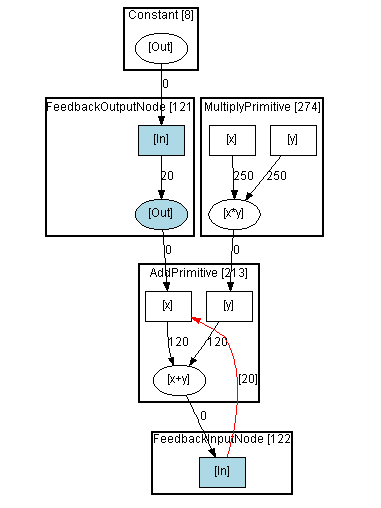 Constant [8]
[Out]
0
FeedbackOutputNode [121
MultiplyPrimitive [274]
[In]
[x]
[y]
20
250
250
[Out]
[x*y]
0
0
AddPrimitive [213]
[x]
[y]
120
120
[20]
[x+y]
0
FeedbackInputNode [122
[In]